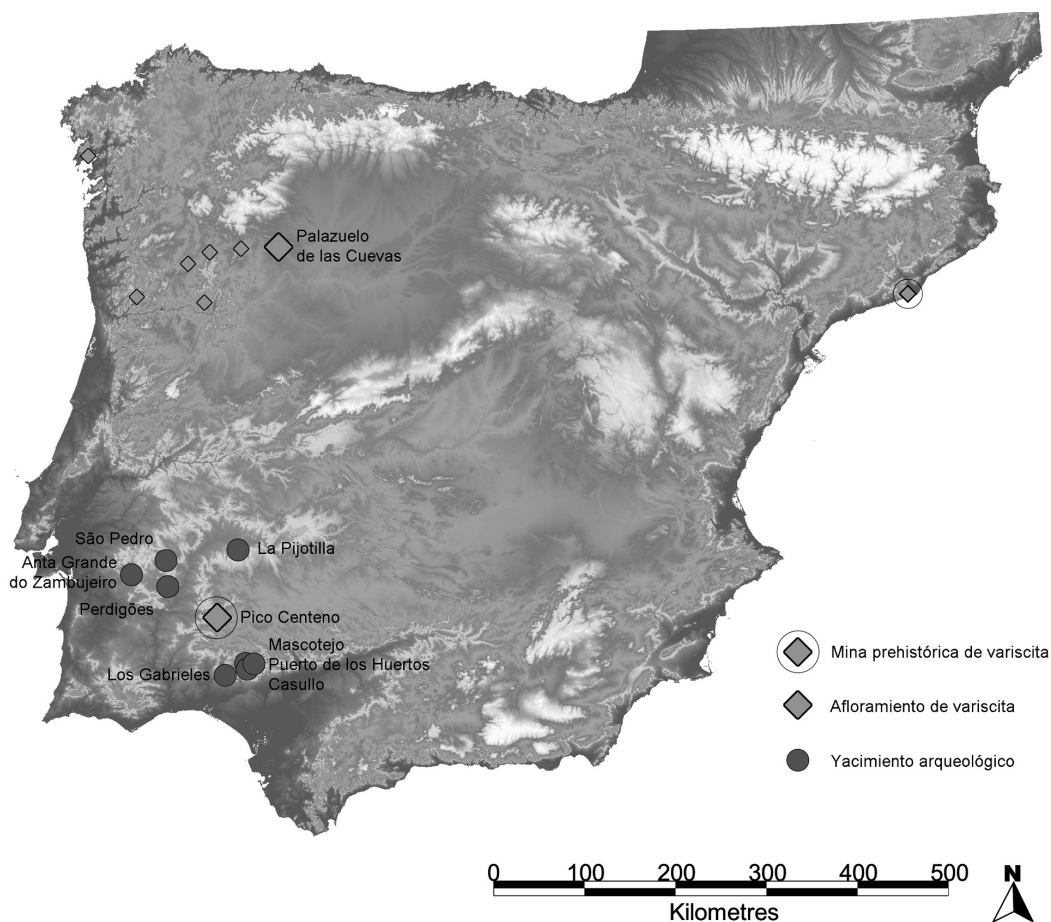 Palazuelo
de las Cuevas
São Pedro
La Pijotilla
Anta Grande
do Zambujeiro
Perdigões
Pico Centeno
Mascotejo
Los Gabrieles
Puerto de los Huertos
Casullo
Mina prehistórica de variscita
Afloramiento de variscita
Yacimiento arqueológico
0 100 200 300 400 500
Kilometres
N